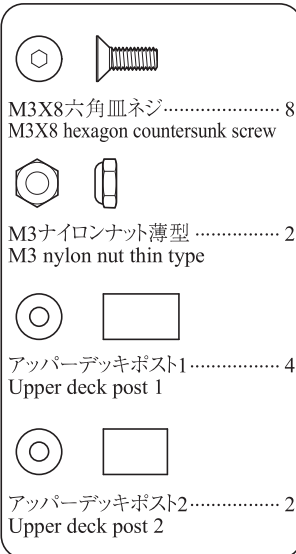 M3X8六角皿ネジ················· 8
M3X8 hexagon countersunk screw
M3ナイロンナット薄型 ·············· 2
M3 nylon nut thin type
アッパーデッキポスト1················ 4
Upper deck post 1
アッパーデッキポスト2················ 2
Upper deck post 2